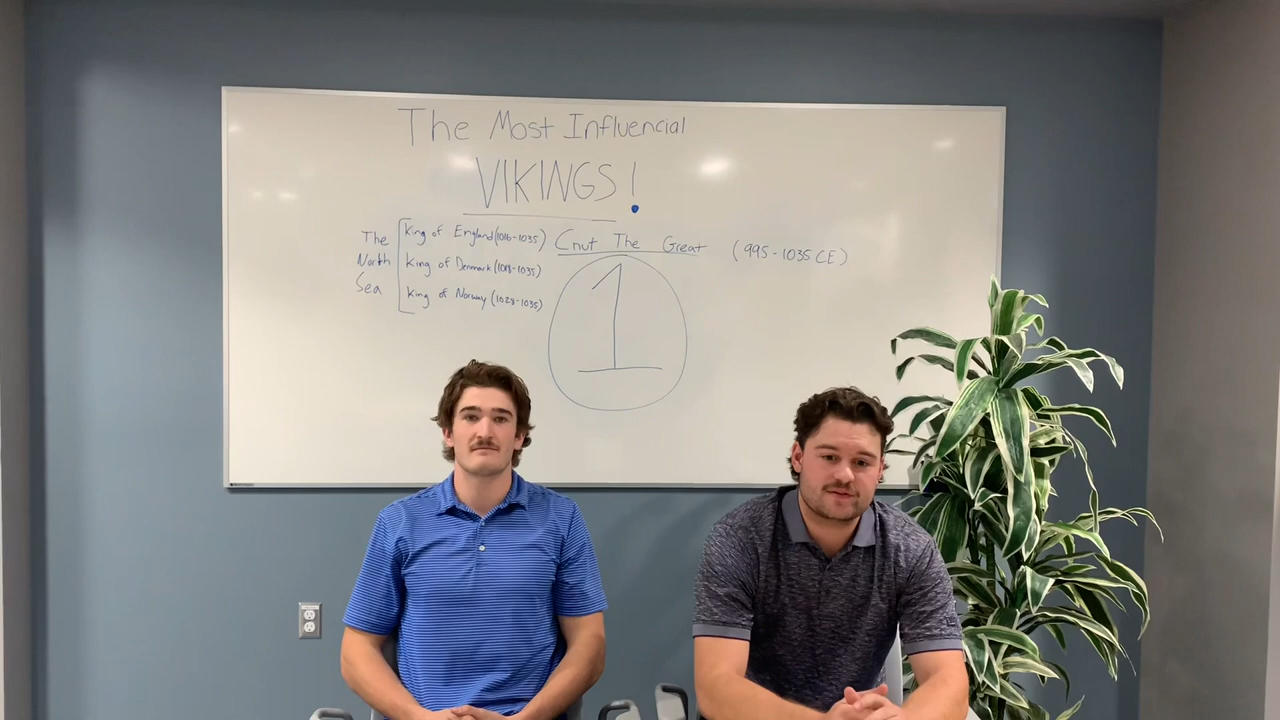 The Most Influencial
VIKINGS!
The North Sea
King of England (1016-1035)
King of Denmark (1018-1035)
King of Norway (1028-1035)
Cnut The Great (995-1035 CE)
1